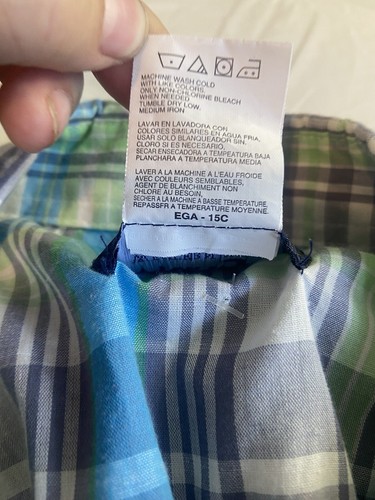 MACHINE WASH COLD
WITH LIKE COLORS.
ONLY NON-CHLORINE BLEACH
WHEN NEEDED
TUMBLE DRY LOW.
MEDIUM IRON
LAVAR EN LAVADORA CON
COLORES SIMILARES EN AGUA FRIA.
USAR SOLO BLANQUEADOR SIN.
CLORO SI ES NECESARIO.
SECAR ENSECADORA A TEMPEATURA BAJA
PLANCHARA A TEMPERATURA MEDIA
LAVER A LA MACHINE A L'EAU FROIDE
AVEC COULEURS SEMBLABLES,
AGENT DE BLANCHIMENT NON
CHLORE AU BESOIN,
SECHER A LA MACHINE A BASSE TEMPERATURE.
REPASSFR A TEMPERATURE MOYENNE.
EGA - 15C